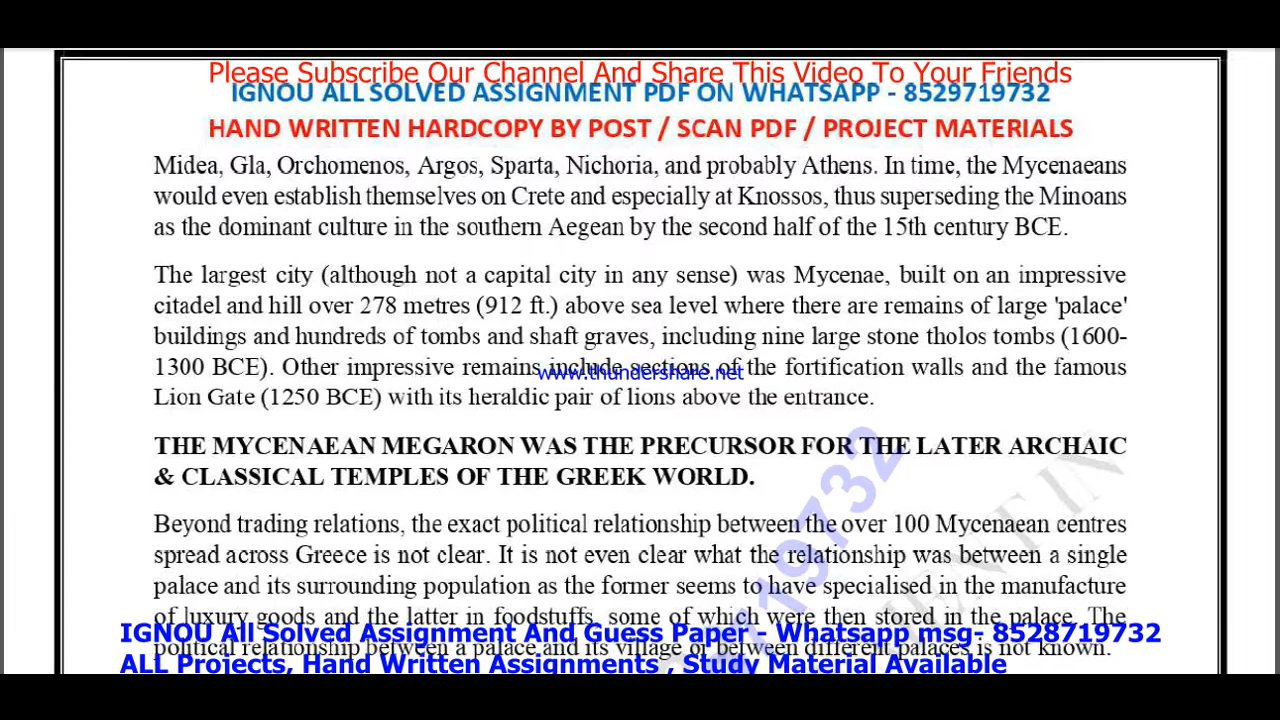 Please Subscribe Our Channel And Share This Video To Your Friends
IGNOU ALL SOLVED ASSIGNMENT PDF ON WHATSAPP - 8529719732
HAND WRITTEN HARDCOPY BY POST / SCAN PDF / PROJECT MATERIALS
Midea, Gla, Orchomenos, Argos, Sparta, Nichoria, and probably Athens. In time, the Mycenaeans
would even establish themselves on Crete and especially at Knossos, thus superseding the Minoans
as the dominant culture in the southern Aegean by the second half of the 15th century BCE.
The largest city (although not a capital city in any sense) was Mycenae, built on an impressive
citadel and hill over 278 metres (912 ft.) above sea level where there are remains of large 'palace'
buildings and hundreds of tombs and shaft graves, including nine large stone tholos tombs (1600-
1300 BCE). Other impressive remains include sections of the fortification walls and the famous
www.thundershare.net
Lion Gate (1250 BCE) with its heraldic pair of lions above the entrance.
THE MYCENAEAN MEGARON WAS THE PRECURSOR FOR THE LATER ARCHAIC
& CLASSICAL TEMPLES OF THE GREEK WORLD.
Beyond trading relations, the exact political relationship between the over 100 Mycenaean centres
spread across Greece is not clear. It is not even clear what the relationship was between a single
palace and its surrounding population as the former seems to have specialised in the manufacture
of luxury goods and the latter in foodstuffs, some of which were then stored in the palace. The
IGNOU All Solved Assignment And Guess Paper - Whatsapp msg- 8528719732
political relationship between a palace and its village or between different palaces is not known.
ALL Projects, Hand Written Assignments , Study Material Available